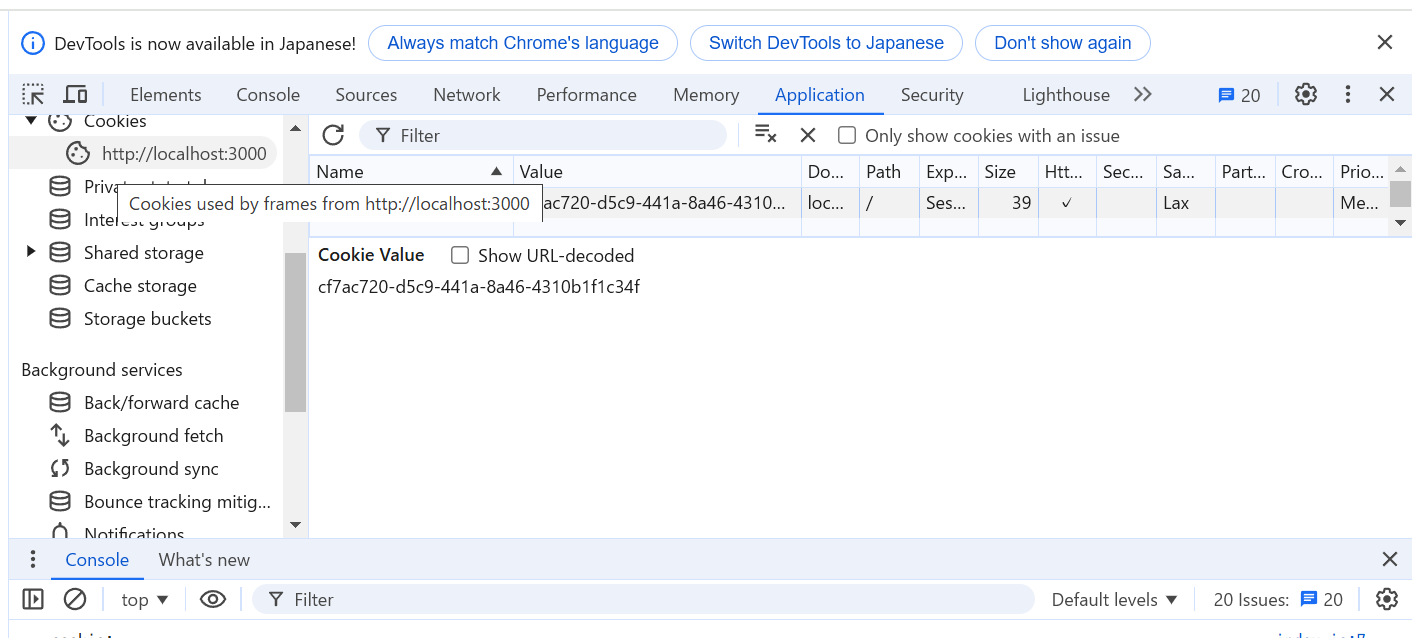 DevTools is now available in Japanese! Always match Chrome's language Switch DevTools to Japanese Don't show again
Elements Console Sources Network Performance Memory Application Security Lighthouse 20
Cookies
http://localhost:3000
Interest groups
Shared storage
Cache storage
Storage buckets
Background services
Back/forward cache
Background fetch
Background sync
Bounce tracking mitig...
Notifications
Cookies used by frames from http://localhost:3000
Filter Only show cookies with an issue
Name Value Do... Path Exp... Size Htt... Sec... Sa... Part... Cro... Prio...
ac720-d5c9-441a-8a46-4310... loc... / Ses... 39 ✓ Lax Me...
Cookie Value Show URL-decoded
cf7ac720-d5c9-441a-8a46-4310b1f1c34f
Console What's new
top Filter Default levels 20 Issues: 20